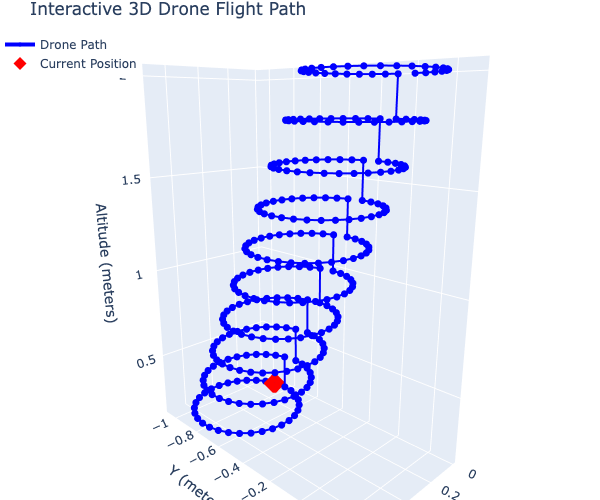 Interactive 3D Drone Flight Path
Drone Path
Current Position
1.5
1
0.5
Altitude (meters)
−1
−0.8
−0.6
−0.4
−0.2
Y (mete
0
0.2